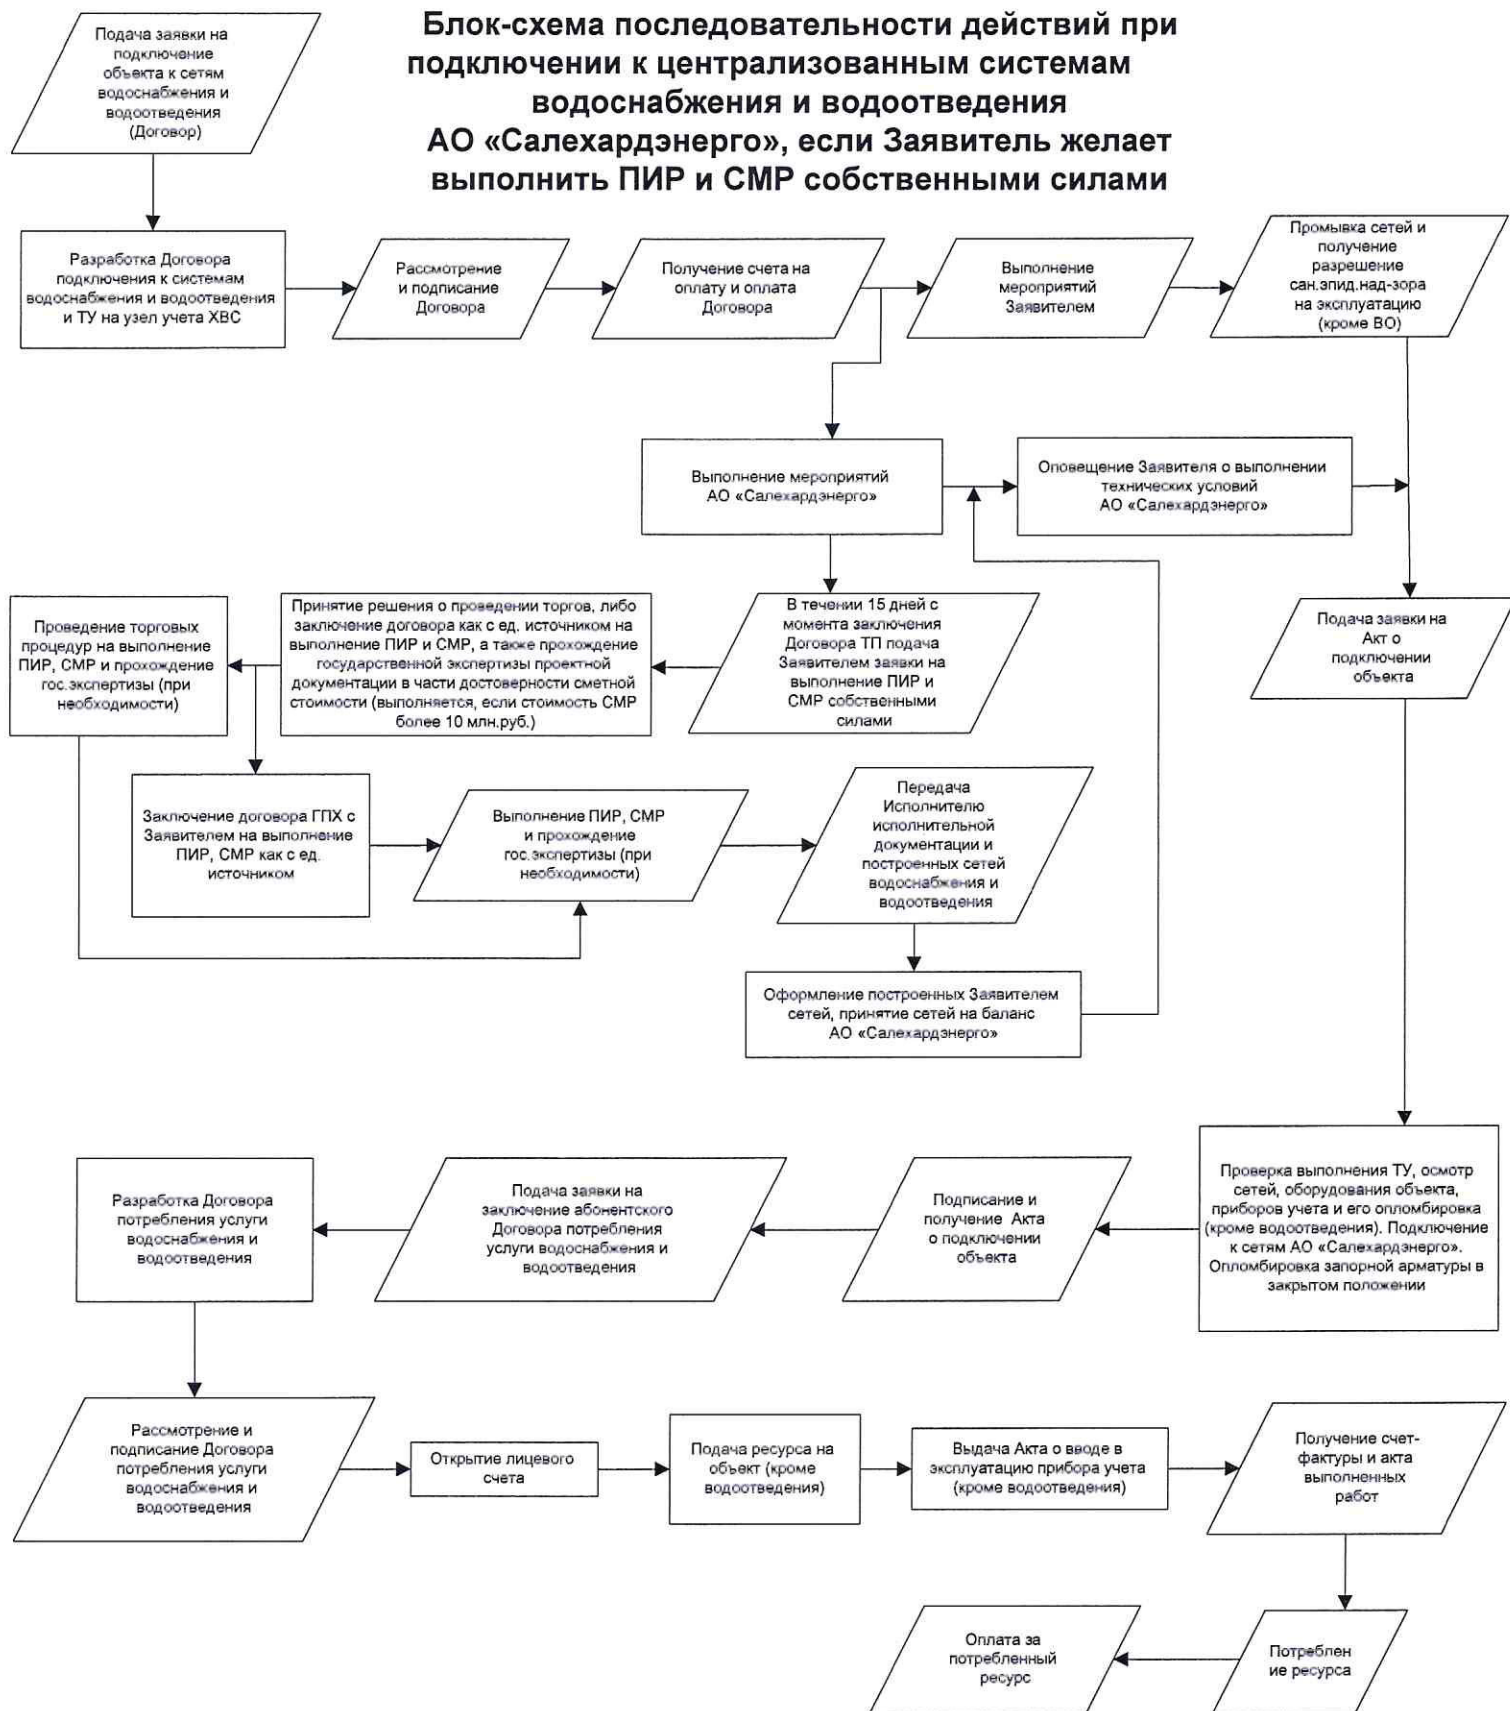 Блок-схема последовательности действий при
подключении к централизованным системам
водоснабжения и водоотведения
АО «Салехардэнерго», если Заявитель желает
выполнить ПИР и СМР собственными силами
Подача заявки на
подключение
объекта к сетям
водоснабжения и
водоотведения
(Договор)
Разработка Договора
подключения к системам
водоснабжения и водоотведения
и ТУ на узел учета ХВС
Рассмотрение
и подписание
Договора
Получение счета на
оплату и оплата
Договора
Выполнение
мероприятий
Заявителем
Промывка сетей и
получение
разрешение
сан.эпид.над-зора
на эксплуатацию
(кроме ВО)
Выполнение мероприятий
АО «Салехардэнерго»
Оповещение Заявителя о выполнении
технических условий
АО «Салехардэнерго»
Проведение торговых
процедур на выполнение
ПИР, СМР и прохождение
гос.экспертизы (при
необходимости)
Принятие решения о проведении торгов, либо
заключение договора как с ед. источником на
выполнение ПИР и СМР, а также прохождение
государственной экспертизы проектной
документации в части достоверности сметной
стоимости (выполняется, если стоимость СМР
более 10 млн.руб.)
В течении 15 дней с
момента заключения
Договора ТП подача
Заявителем заявки на
выполнение ПИР и
СМР собственными
силами
Подача заявки на
Акт о
подключении
объекта
Заключение договора ГПХ с
Заявителем на выполнение
ПИР, СМР как с ед.
источником
Выполнение ПИР, СМР
и прохождение
гос.экспертизы (при
необходимости)
Передача
Исполнителю
исполнительной
документации и
построенных сетей
водоснабжения и
водоотведения
Оформление построенных Заявителем
сетей, принятие сетей на баланс
АО «Салехардэнерго»
Разработка Договора
потребления услуги
водоснабжения и
водоотведения
Подача заявки на
заключение абонентского
Договора потребления
услуги водоснабжения и
водоотведения
Подписание и
получение Акта
о подключении
объекта
Проверка выполнения ТУ, осмотр
сетей, оборудования объекта,
приборов учета и его опломбировка
(кроме водоотведения). Подключение
к сетям АО «Салехардэнерго».
Опломбировка запорной арматуры в
закрытом положении
Рассмотрение и
подписание Договора
потребления услуги
водоснабжения и
водоотведения
Открытие лицевого
счета
Подача ресурса на
объект (кроме
водоотведения)
Выдача Акта о вводе в
эксплуатацию прибора учета
(кроме водоотведения)
Получение счет-
фактуры и акта
выполненных
работ
Оплата за
потребленный
ресурс
Потреблен
ие ресурса